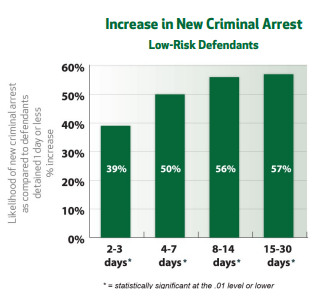 Increase in New Criminal Arrest
Low-Risk Defendants
Likelihood of new criminal arrest
as compared to defendants
detained 1 day or less
% increase
60%
50%
40%
30%
20%
10%
0%
39%
50%
56%
57%
2-3
days*
4-7
days*
8-14
days*
15-30
days*
* = statistically significant at the .01 level or lower